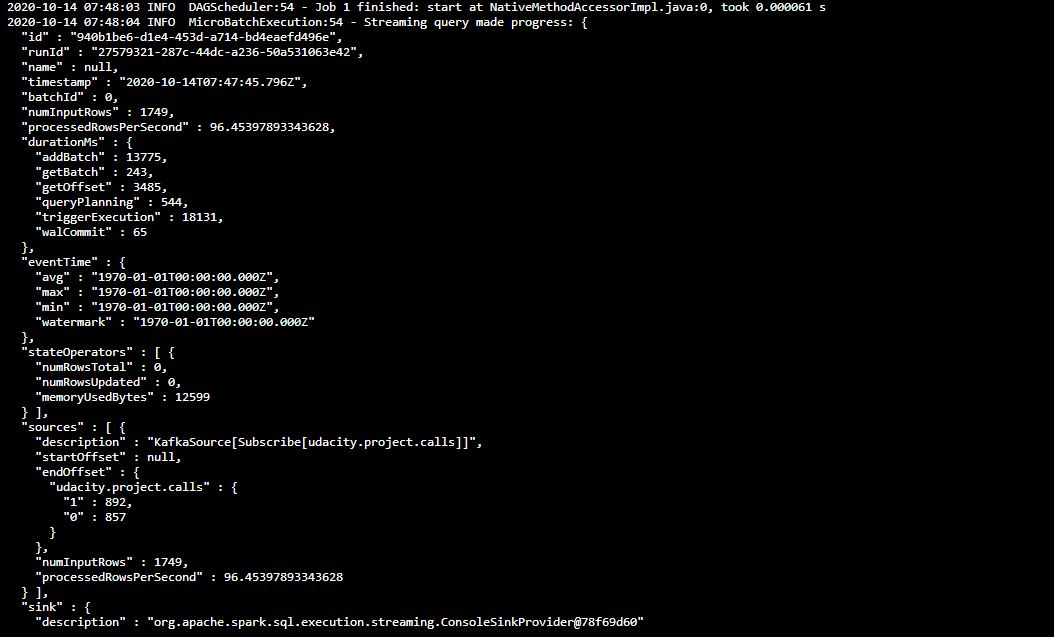 2020-10-14 07:48:03 INFO  DAGScheduler:54 - Job 1 finished: start at NativeMethodAccessorImpl.java:0, took 0.000061 s
2020-10-14 07:48:04 INFO  MicroBatchExecution:54 - Streaming query made progress: {
  "id" : "940b1be6-d1e4-453d-a714-bd4eaefd496e",
  "runId" : "27579321-287c-44dc-a236-50a531063e42",
  "name" : null,
  "timestamp" : "2020-10-14T07:47:45.796Z",
  "batchId" : 0,
  "numInputRows" : 1749,
  "processedRowsPerSecond" : 96.45397893343628,
  "durationMs" : {
    "addBatch" : 13775,
    "getBatch" : 243,
    "getOffset" : 3485,
    "queryPlanning" : 544,
    "triggerExecution" : 18131,
    "walCommit" : 65
  },
  "eventTime" : {
    "avg" : "1970-01-01T00:00:00.000Z",
    "max" : "1970-01-01T00:00:00.000Z",
    "min" : "1970-01-01T00:00:00.000Z",
    "watermark" : "1970-01-01T00:00:00.000Z"
  },
  "stateOperators" : [ {
    "numRowsTotal" : 0,
    "numRowsUpdated" : 0,
    "memoryUsedBytes" : 12599
  } ],
  "sources" : [ {
    "description" : "KafkaSource[Subscribe[udacity.project.calls]]",
    "startOffset" : null,
    "endOffset" : {
      "udacity.project.calls" : {
        "1" : 892,
        "0" : 857
      }
    },
    "numInputRows" : 1749,
    "processedRowsPerSecond" : 96.45397893343628
  } ],
  "sink" : {
    "description" : "org.apache.spark.sql.execution.streaming.ConsoleSinkProvider@78f69d60"